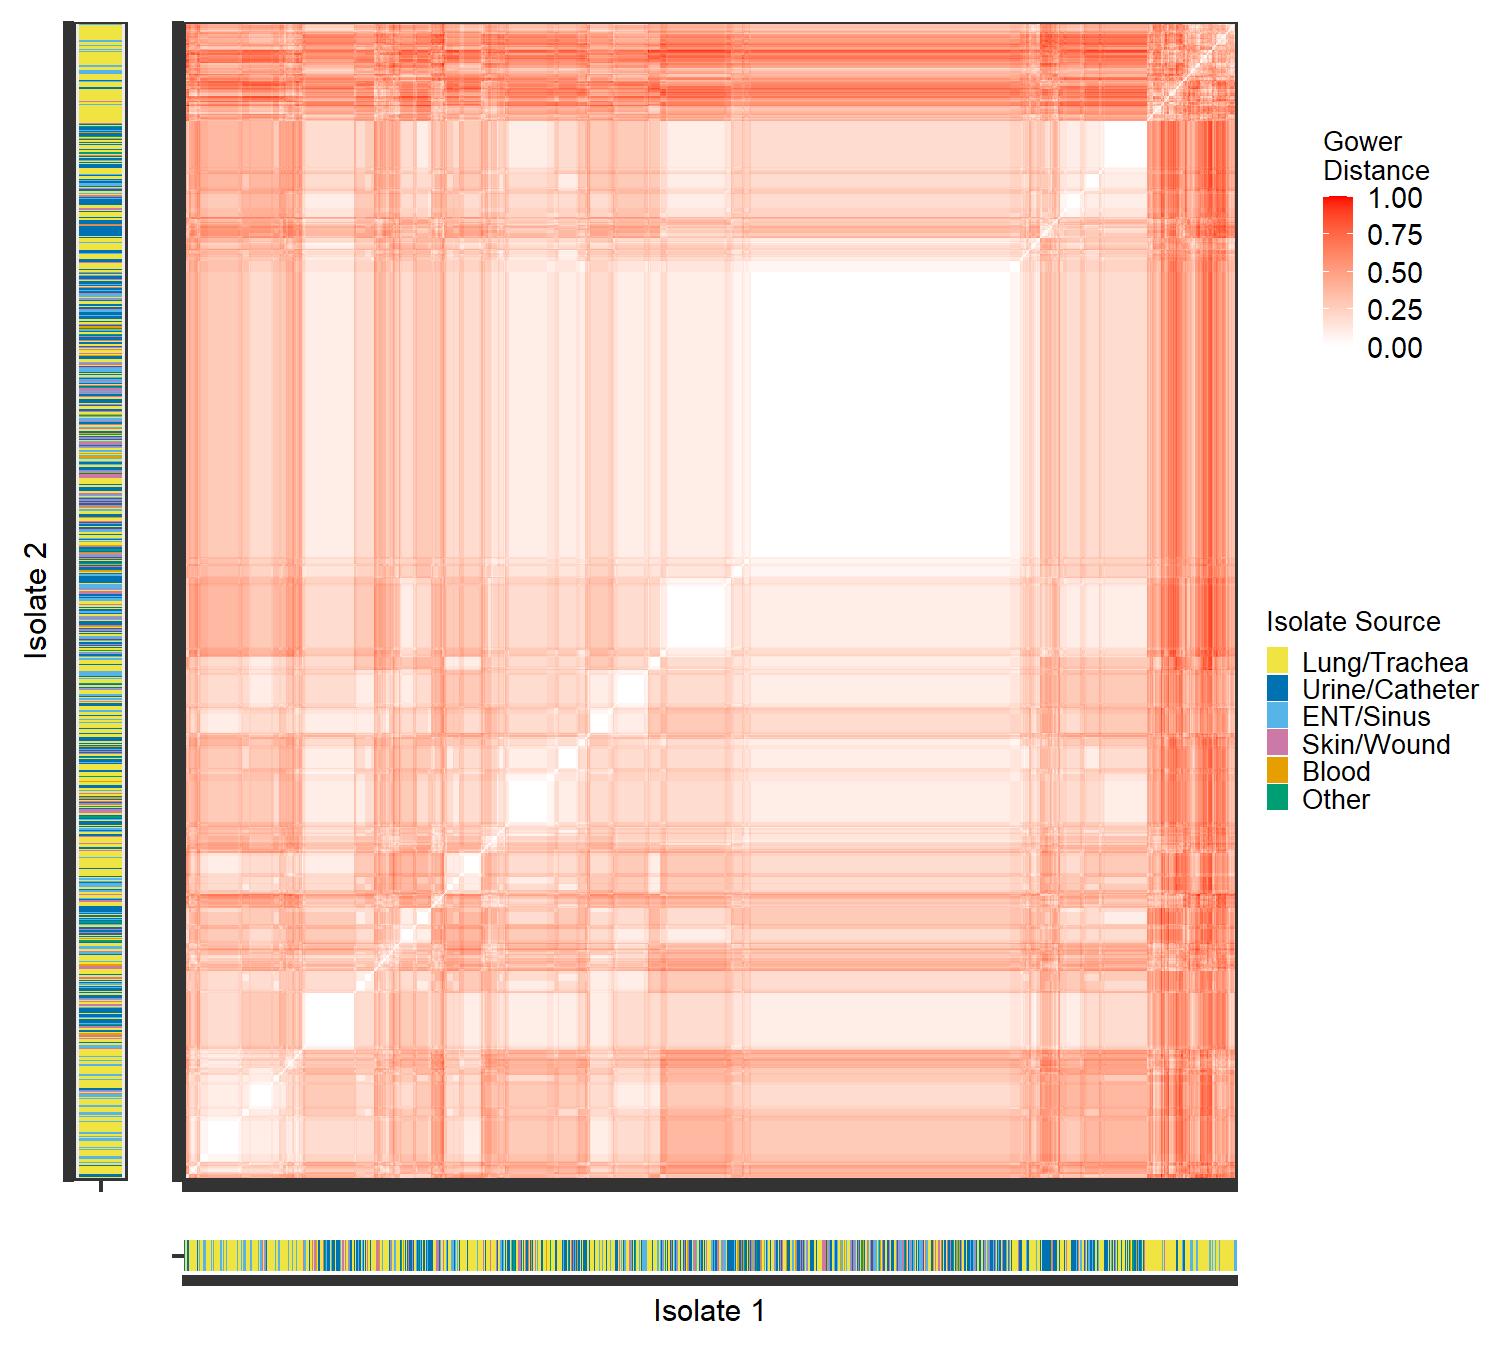 Gower
Distance
1.00
0.75
0.50
0.25
0.00
Isolate 2
Isolate Source
Lung/Trachea
Urine/Catheter
ENT/Sinus
Skin/Wound
Blood
Other
Isolate 1